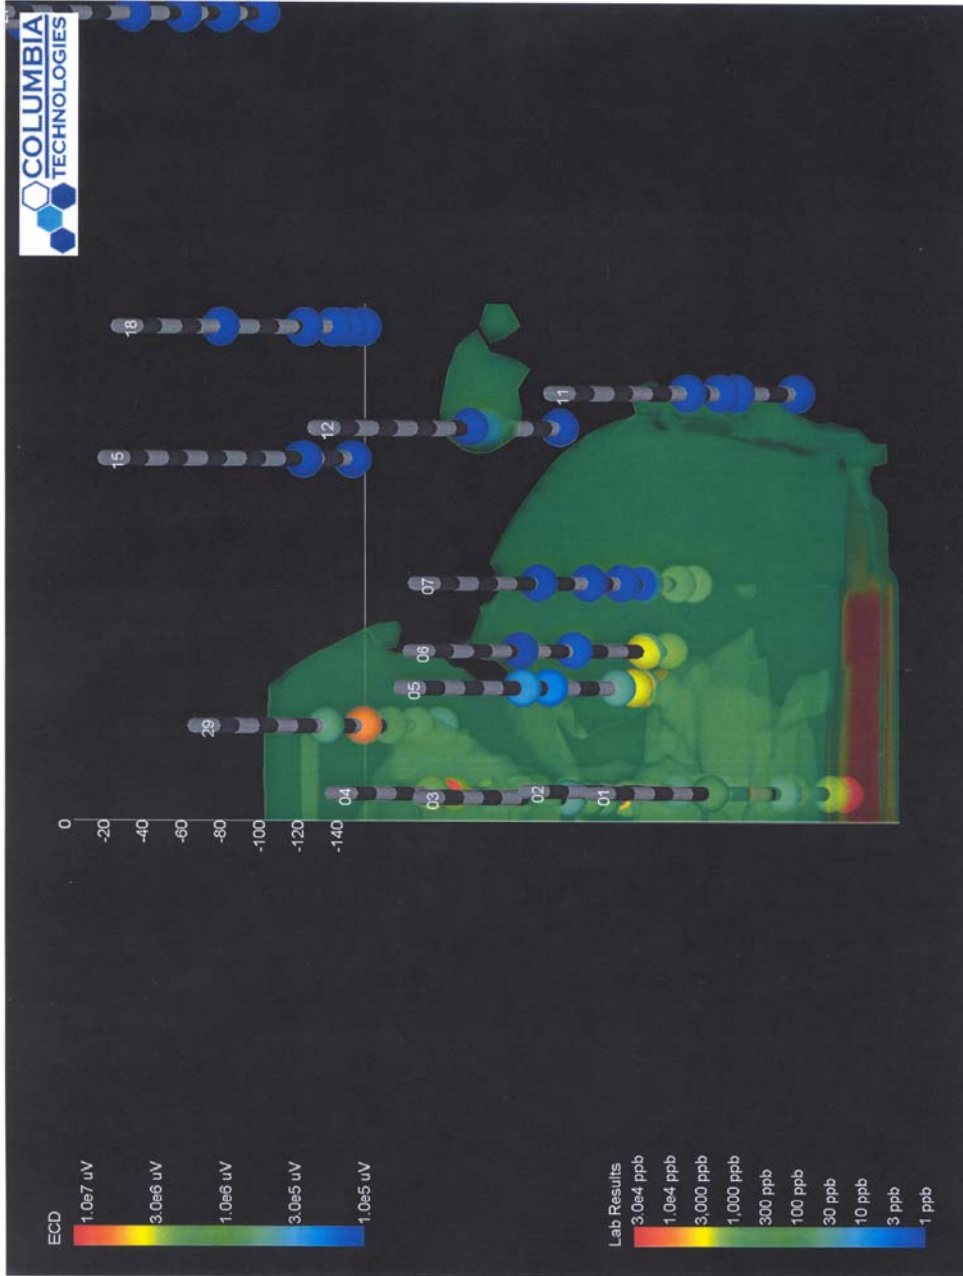 COLUMBIA
TECHNOLOGIES
ECD
1.0e7 uV
3.0e6 uV
1.0e6 uV
3.0e5 uV
1.0e5 uV
Lab Results
3.0e4 ppb
1.0e4 ppb
3,000 ppb
1,000 ppb
300 ppb
100 ppb
30 ppb
10 ppb
3 ppb
1 ppb
0
-20
-40
-60
-80
-100
-120
-140
29
15
18
12
04
03
02
01
05
06
07
11